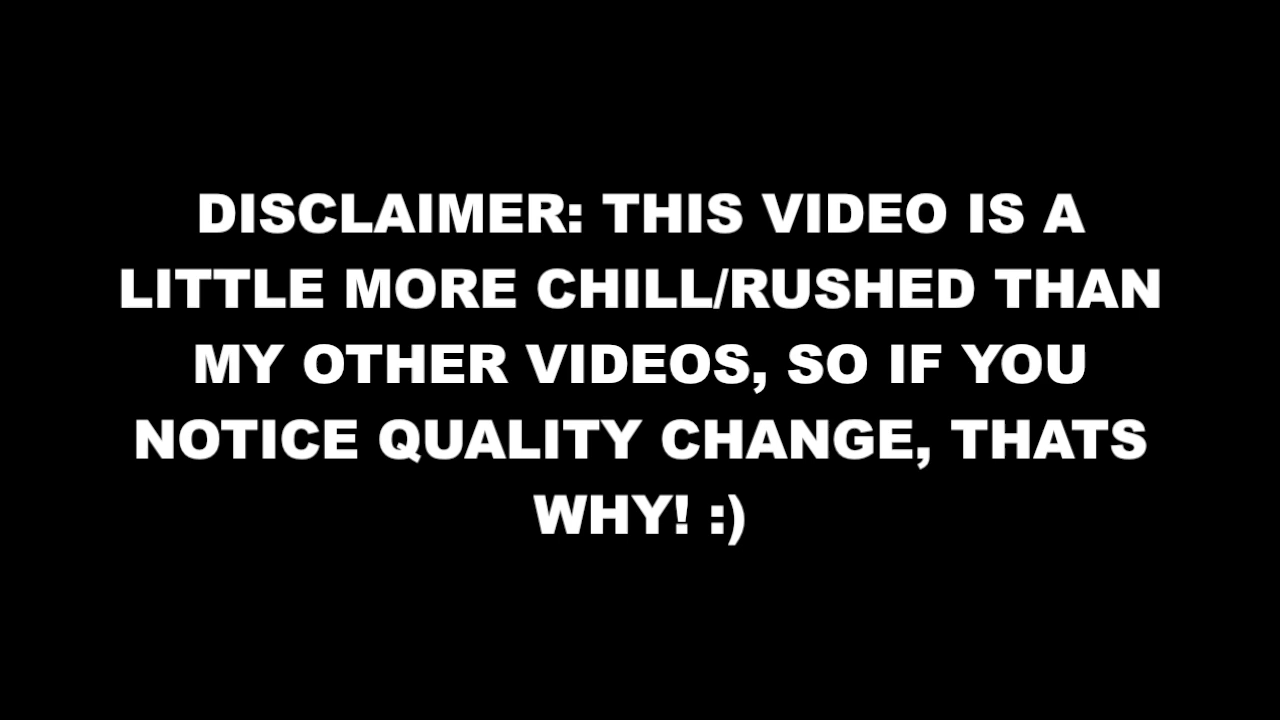 DISCLAIMER: THIS VIDEO IS A
LITTLE MORE CHILL/RUSHED THAN
MY OTHER VIDEOS, SO IF YOU
NOTICE QUALITY CHANGE, THATS
WHY! :)